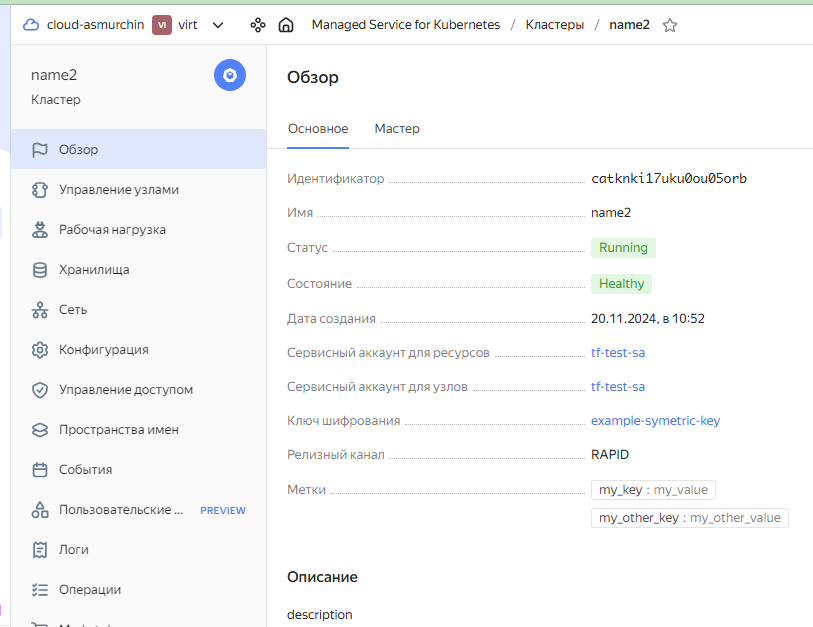 cloud-asmurchin VI virt Managed Service for Kubernetes / Кластеры / name2
name2
Кластер
Обзор
Управление узлами
Рабочая нагрузка
Хранилища
Сеть
Конфигурация
Управление доступом
Пространства имен
События
Пользовательские ... PREVIEW
Логи
Операции
Обзор
Основное Мастер
Идентификатор catknki17uku0ou05orb
Имя name2
Статус Running
Состояние Healthy
Дата создания 20.11.2024, в 10:52
Сервисный аккаунт для ресурсов tf-test-sa
Сервисный аккаунт для узлов tf-test-sa
Ключ шифрования example-symetric-key
Релизный канал RAPID
Метки my_key : my_value
my_other_key : my_other_value
Описание
description